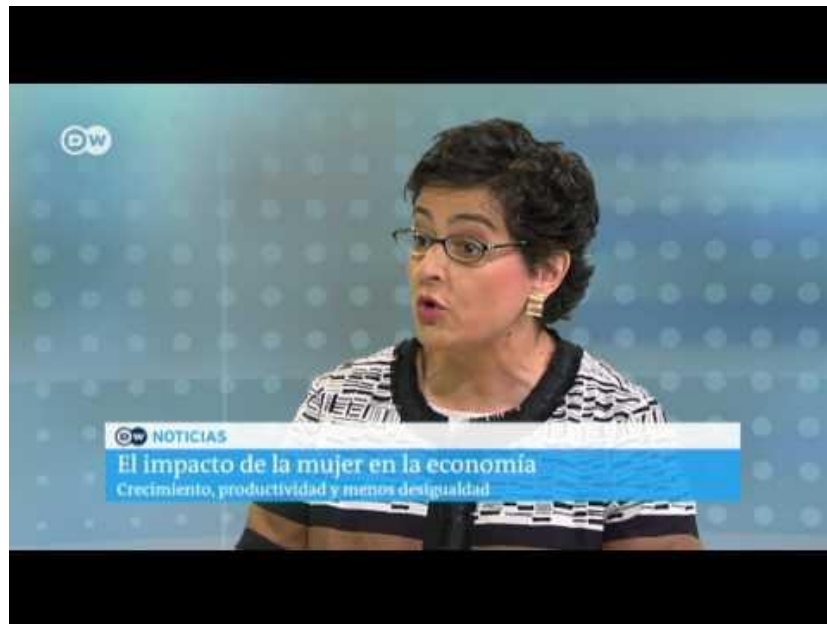 DW
DW NOTICIAS
El impacto de la mujer en la economía
Crecimiento, productividad y menos desigualdad